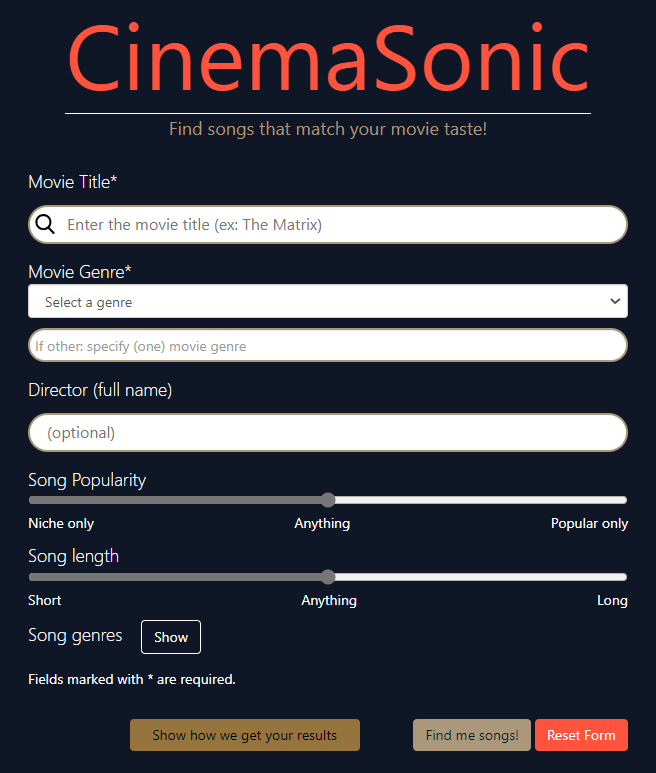 CinemaSonic
Find songs that match your movie taste!
Movie Title*
Enter the movie title (ex: The Matrix)
Movie Genre*
Select a genre
If other: specify (one) movie genre
Director (full name)
(optional)
Song Popularity
Niche only Anything Popular only
Song length
Short Anything Long
Song genres Show
Fields marked with * are required.
Show how we get your results Find me songs! Reset Form